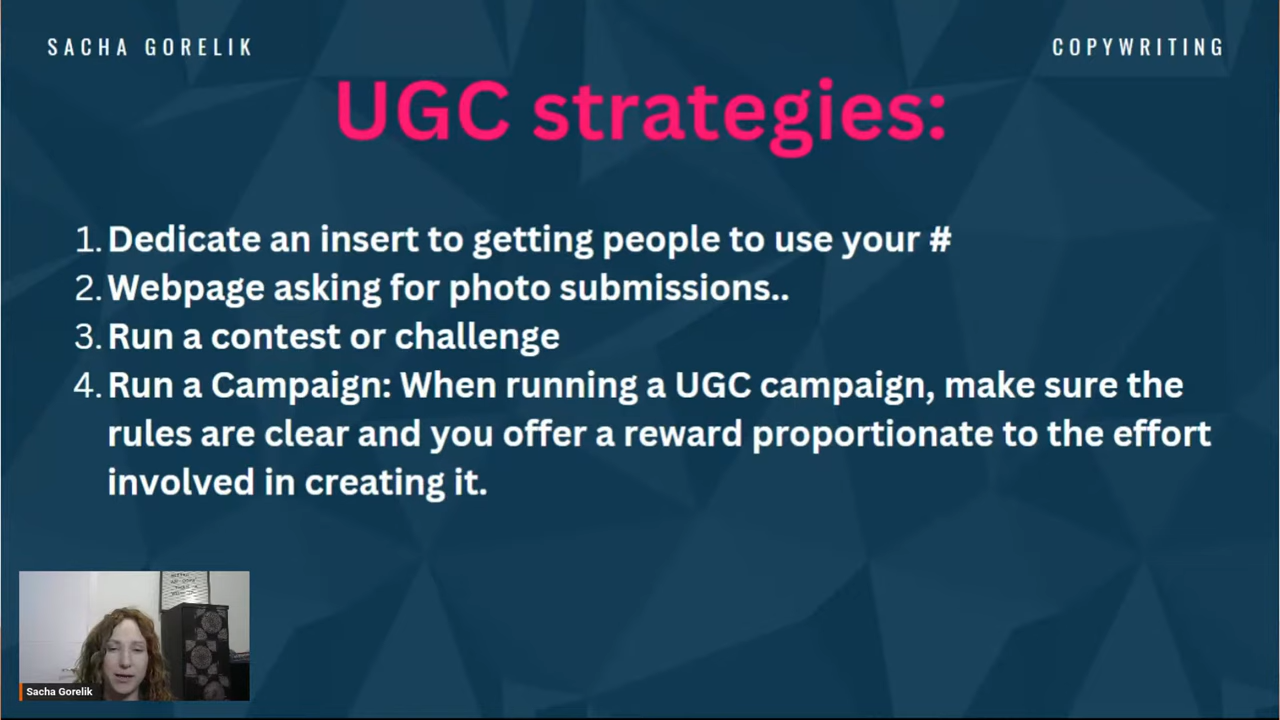 SACHA GORELIK
COPYWRITING
UGC strategies:
1. Dedicate an insert to getting people to use your #
2. Webpage asking for photo submissions..
3. Run a contest or challenge
4. Run a Campaign: When running a UGC campaign, make sure the
rules are clear and you offer a reward proportionate to the effort
involved in creating it.
Sacha Gorelik